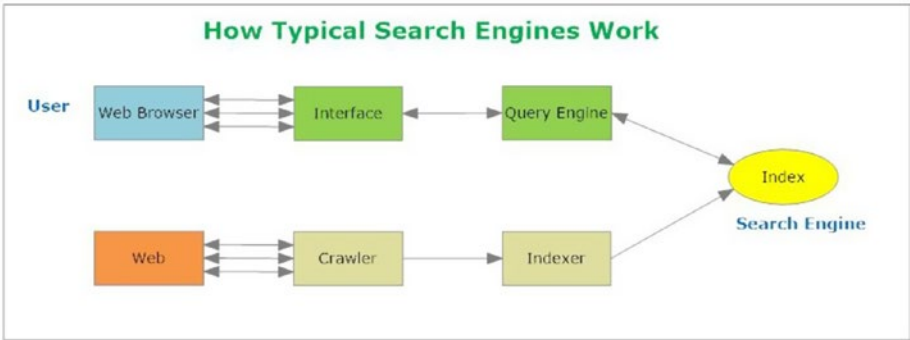 How Typical Search Engines Work
User
Web Browser
Interface
Query Engine
Index
Search Engine
Web
Crawler
Indexer